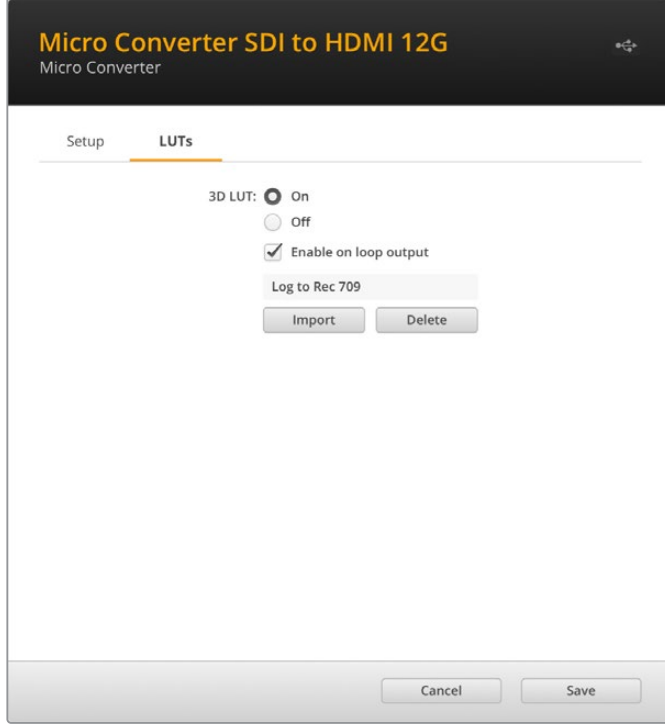 Micro Converter SDI to HDMI 12G
Micro Converter
Setup LUTs
3D LUT: On
Off
Enable on loop output
Log to Rec 709
Import Delete
Cancel Save